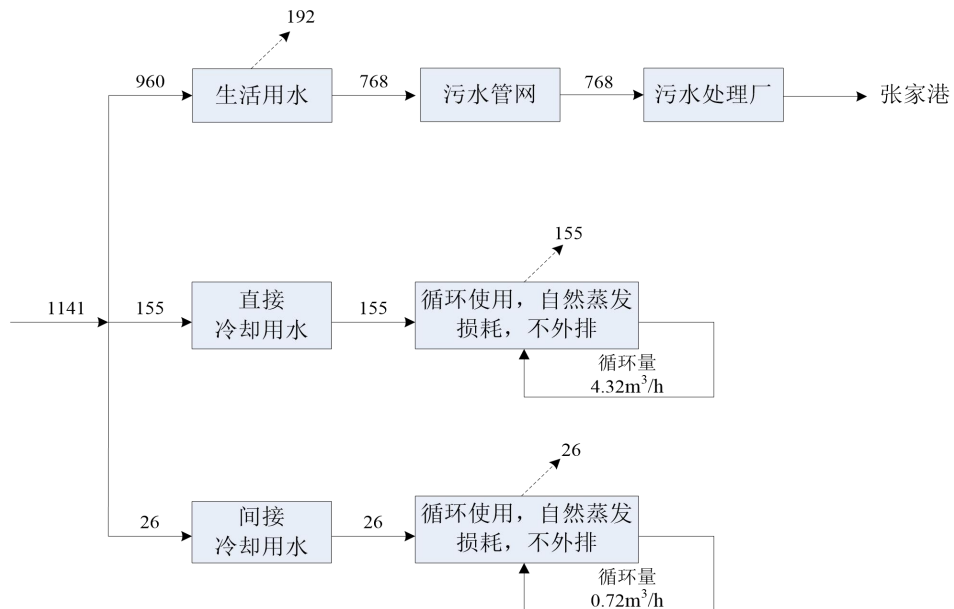 192
960
生活用水
768
污水管网
768
污水处理厂
张家港
155
1141
155
直接
冷却用水
155
循环使用，自然蒸发
损耗，不外排
循环量
4.32m³/h
26
26
间接
冷却用水
26
循环使用，自然蒸发
损耗，不外排
循环量
0.72m³/h